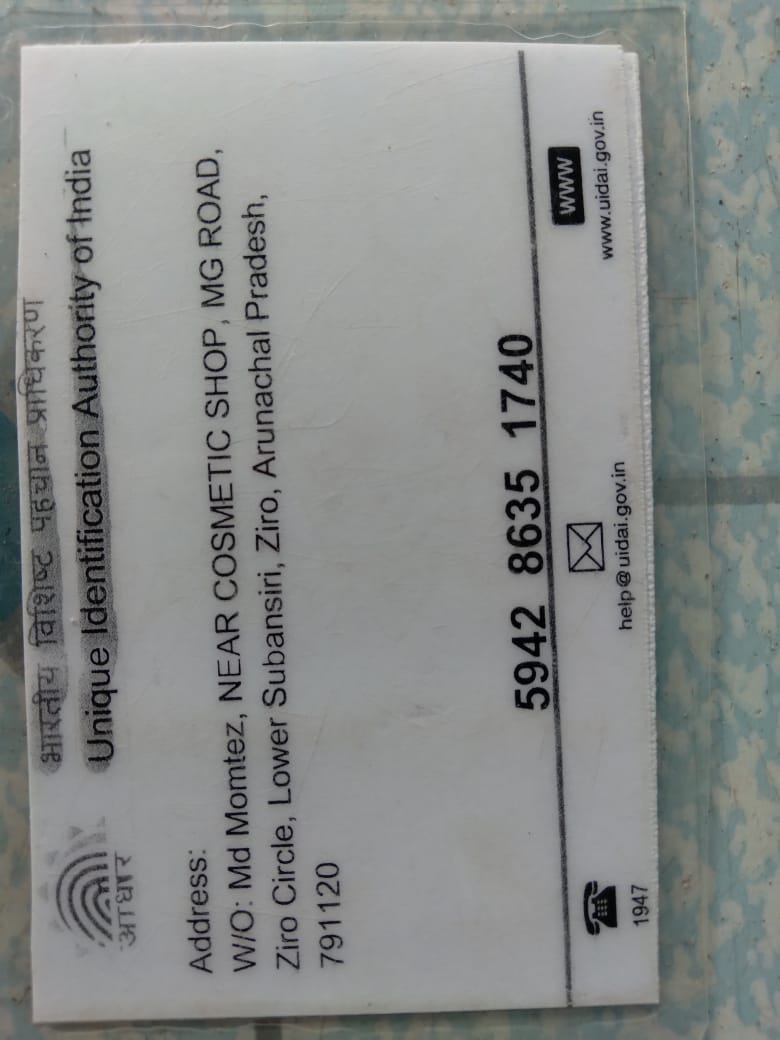 भारतीय विशिष्ट पहचान प्राधिकरण
Unique Identification Authority of India
आधार
Address:
W/O: Md Momtez, NEAR COSMETIC SHOP, MG ROAD,
Ziro Circle, Lower Subansiri, Ziro, Arunachal Pradesh,
791120
5942 8635 1740
1947
help@uidai.gov.in
www
www.uidai.gov.in